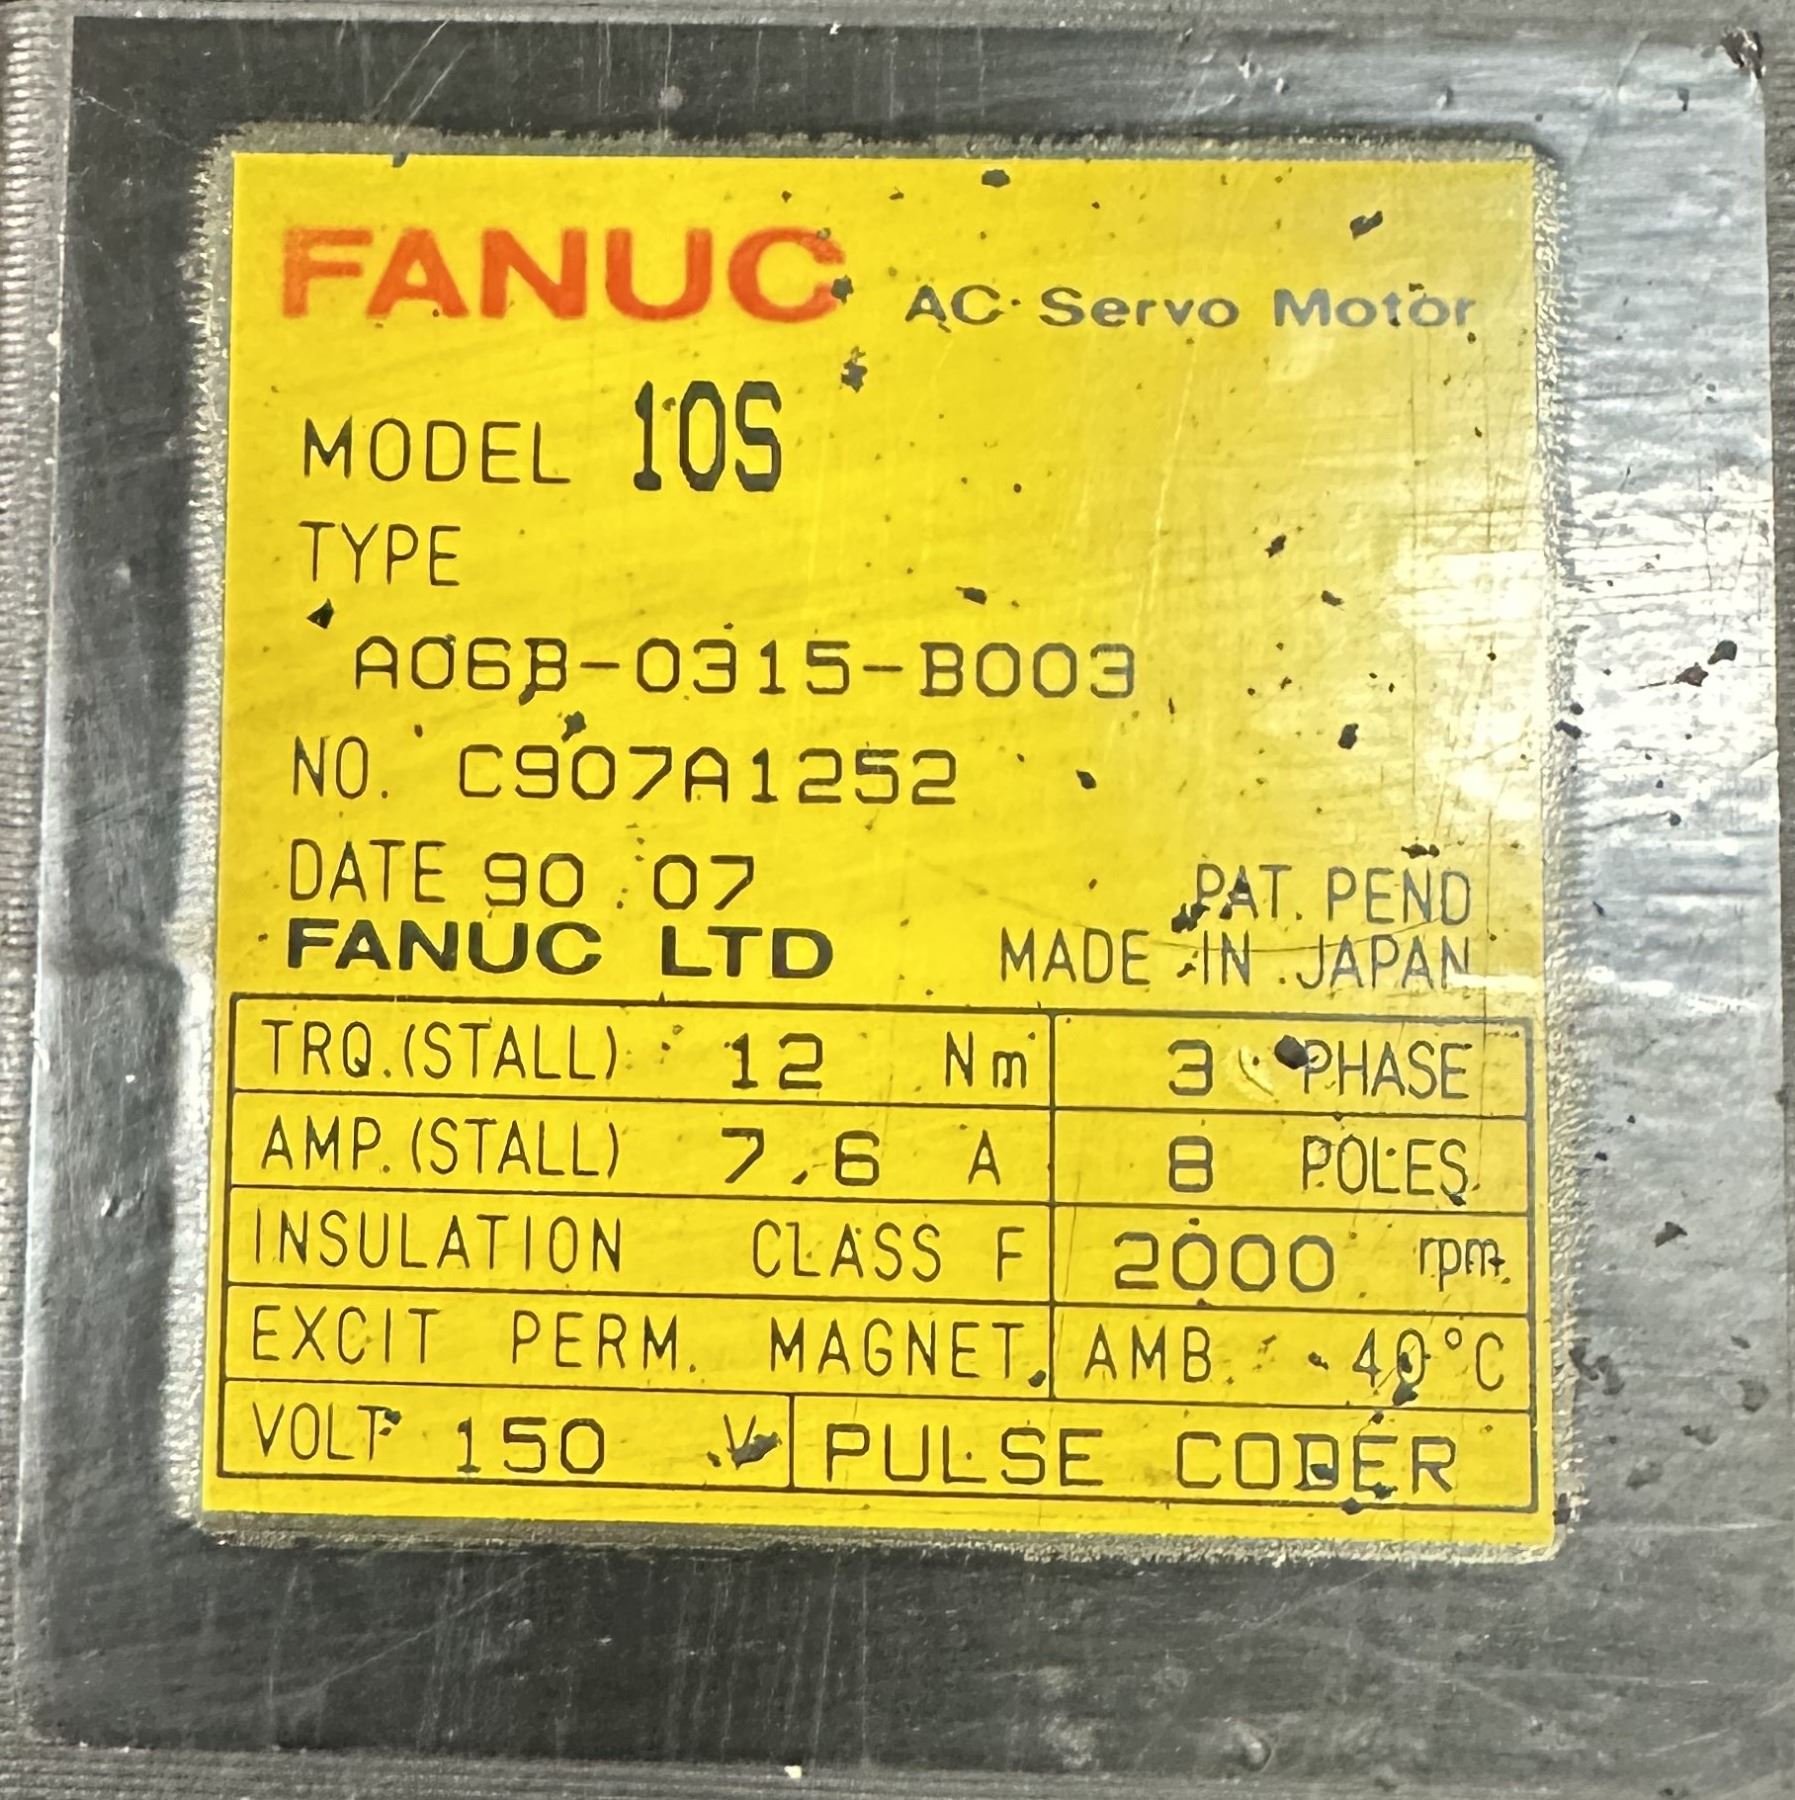 FANUC AC Servo Motor
MODEL 10S
TYPE
A06B-0315-B003
NO. C907A1252
DATE 90 07
PAT. PEND
FANUC LTD MADE IN JAPAN
TRQ.(STALL) 12 Nm 3 PHASE
AMP.(STALL) 7.6 A 8 POLES
INSULATION CLASS F 2000 rpm
EXCIT PERM. MAGNET. AMB. 40°C
VOLT 150 V PULSE CODER